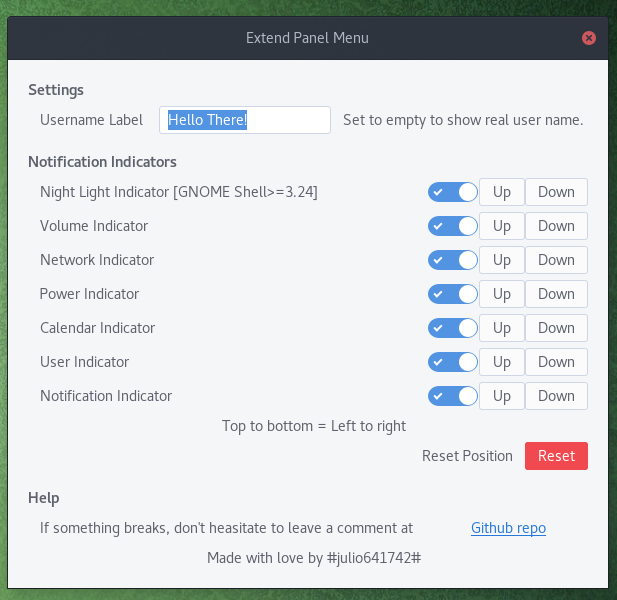 Extend Panel Menu
Settings
Username Label Hello There! Set to empty to show real user name.
Notification Indicators
Night Light Indicator [GNOME Shell>=3.24] Up Down
Volume Indicator Up Down
Network Indicator Up Down
Power Indicator Up Down
Calendar Indicator Up Down
User Indicator Up Down
Notification Indicator Up Down
Top to bottom = Left to right
Reset Position Reset
Help
If something breaks, don't heasitate to leave a comment at Github repo
Made with love by #julio641742#